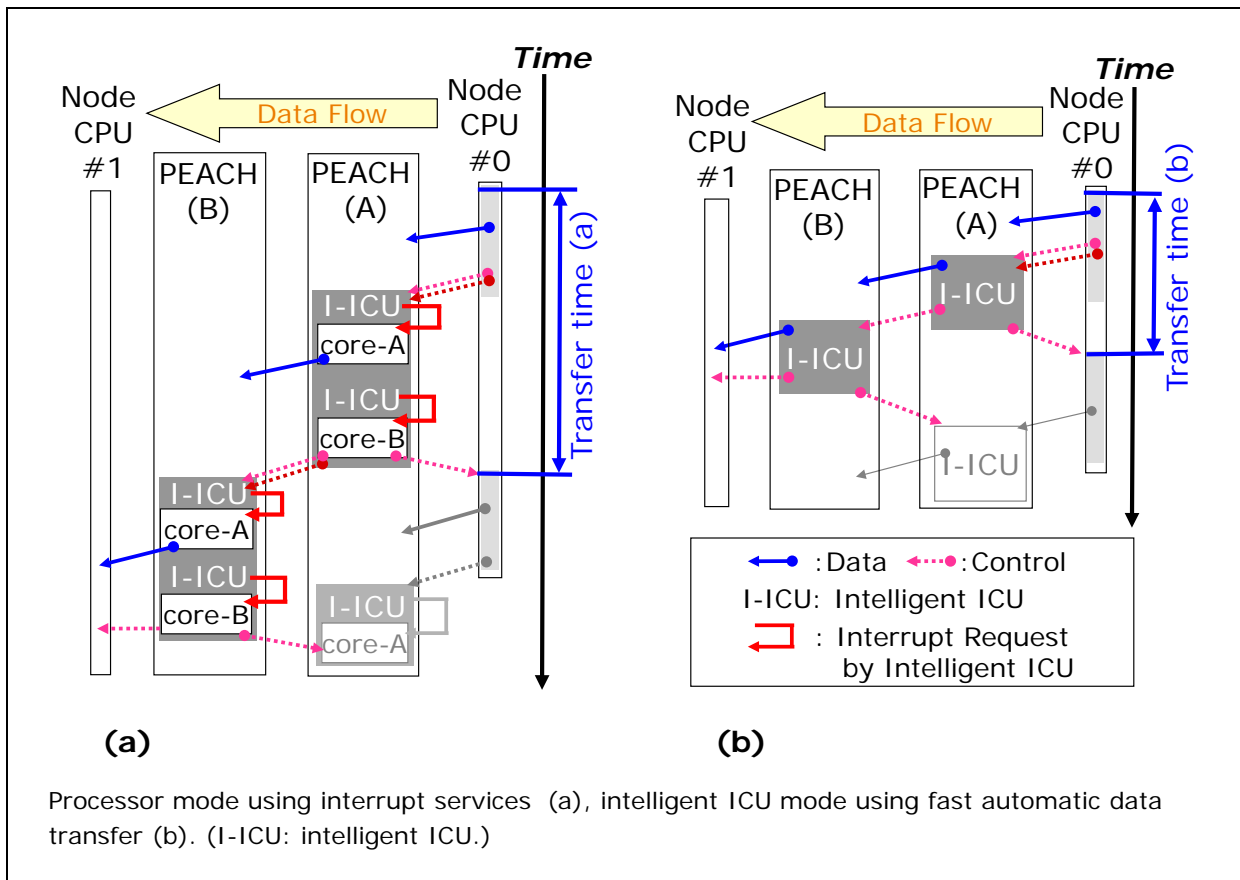 Time
Node
CPU
#1
Data Flow
Node
CPU
#0
PEACH
(B)
PEACH
(A)
Transfer time (a)
I-ICU
core-A
I-ICU
core-B
I-ICU
core-A
I-ICU
core-B
I-ICU
core-A
(a)
Time
Node
CPU
#1
Data Flow
Node
CPU
#0
PEACH
(B)
PEACH
(A)
Transfer time (b)
I-ICU
I-ICU
I-ICU
: Data
: Control
I-ICU: Intelligent ICU
: Interrupt Request
by Intelligent ICU
(b)
Processor mode using interrupt services (a), intelligent ICU mode using fast automatic data
transfer (b). (I-ICU: intelligent ICU.)